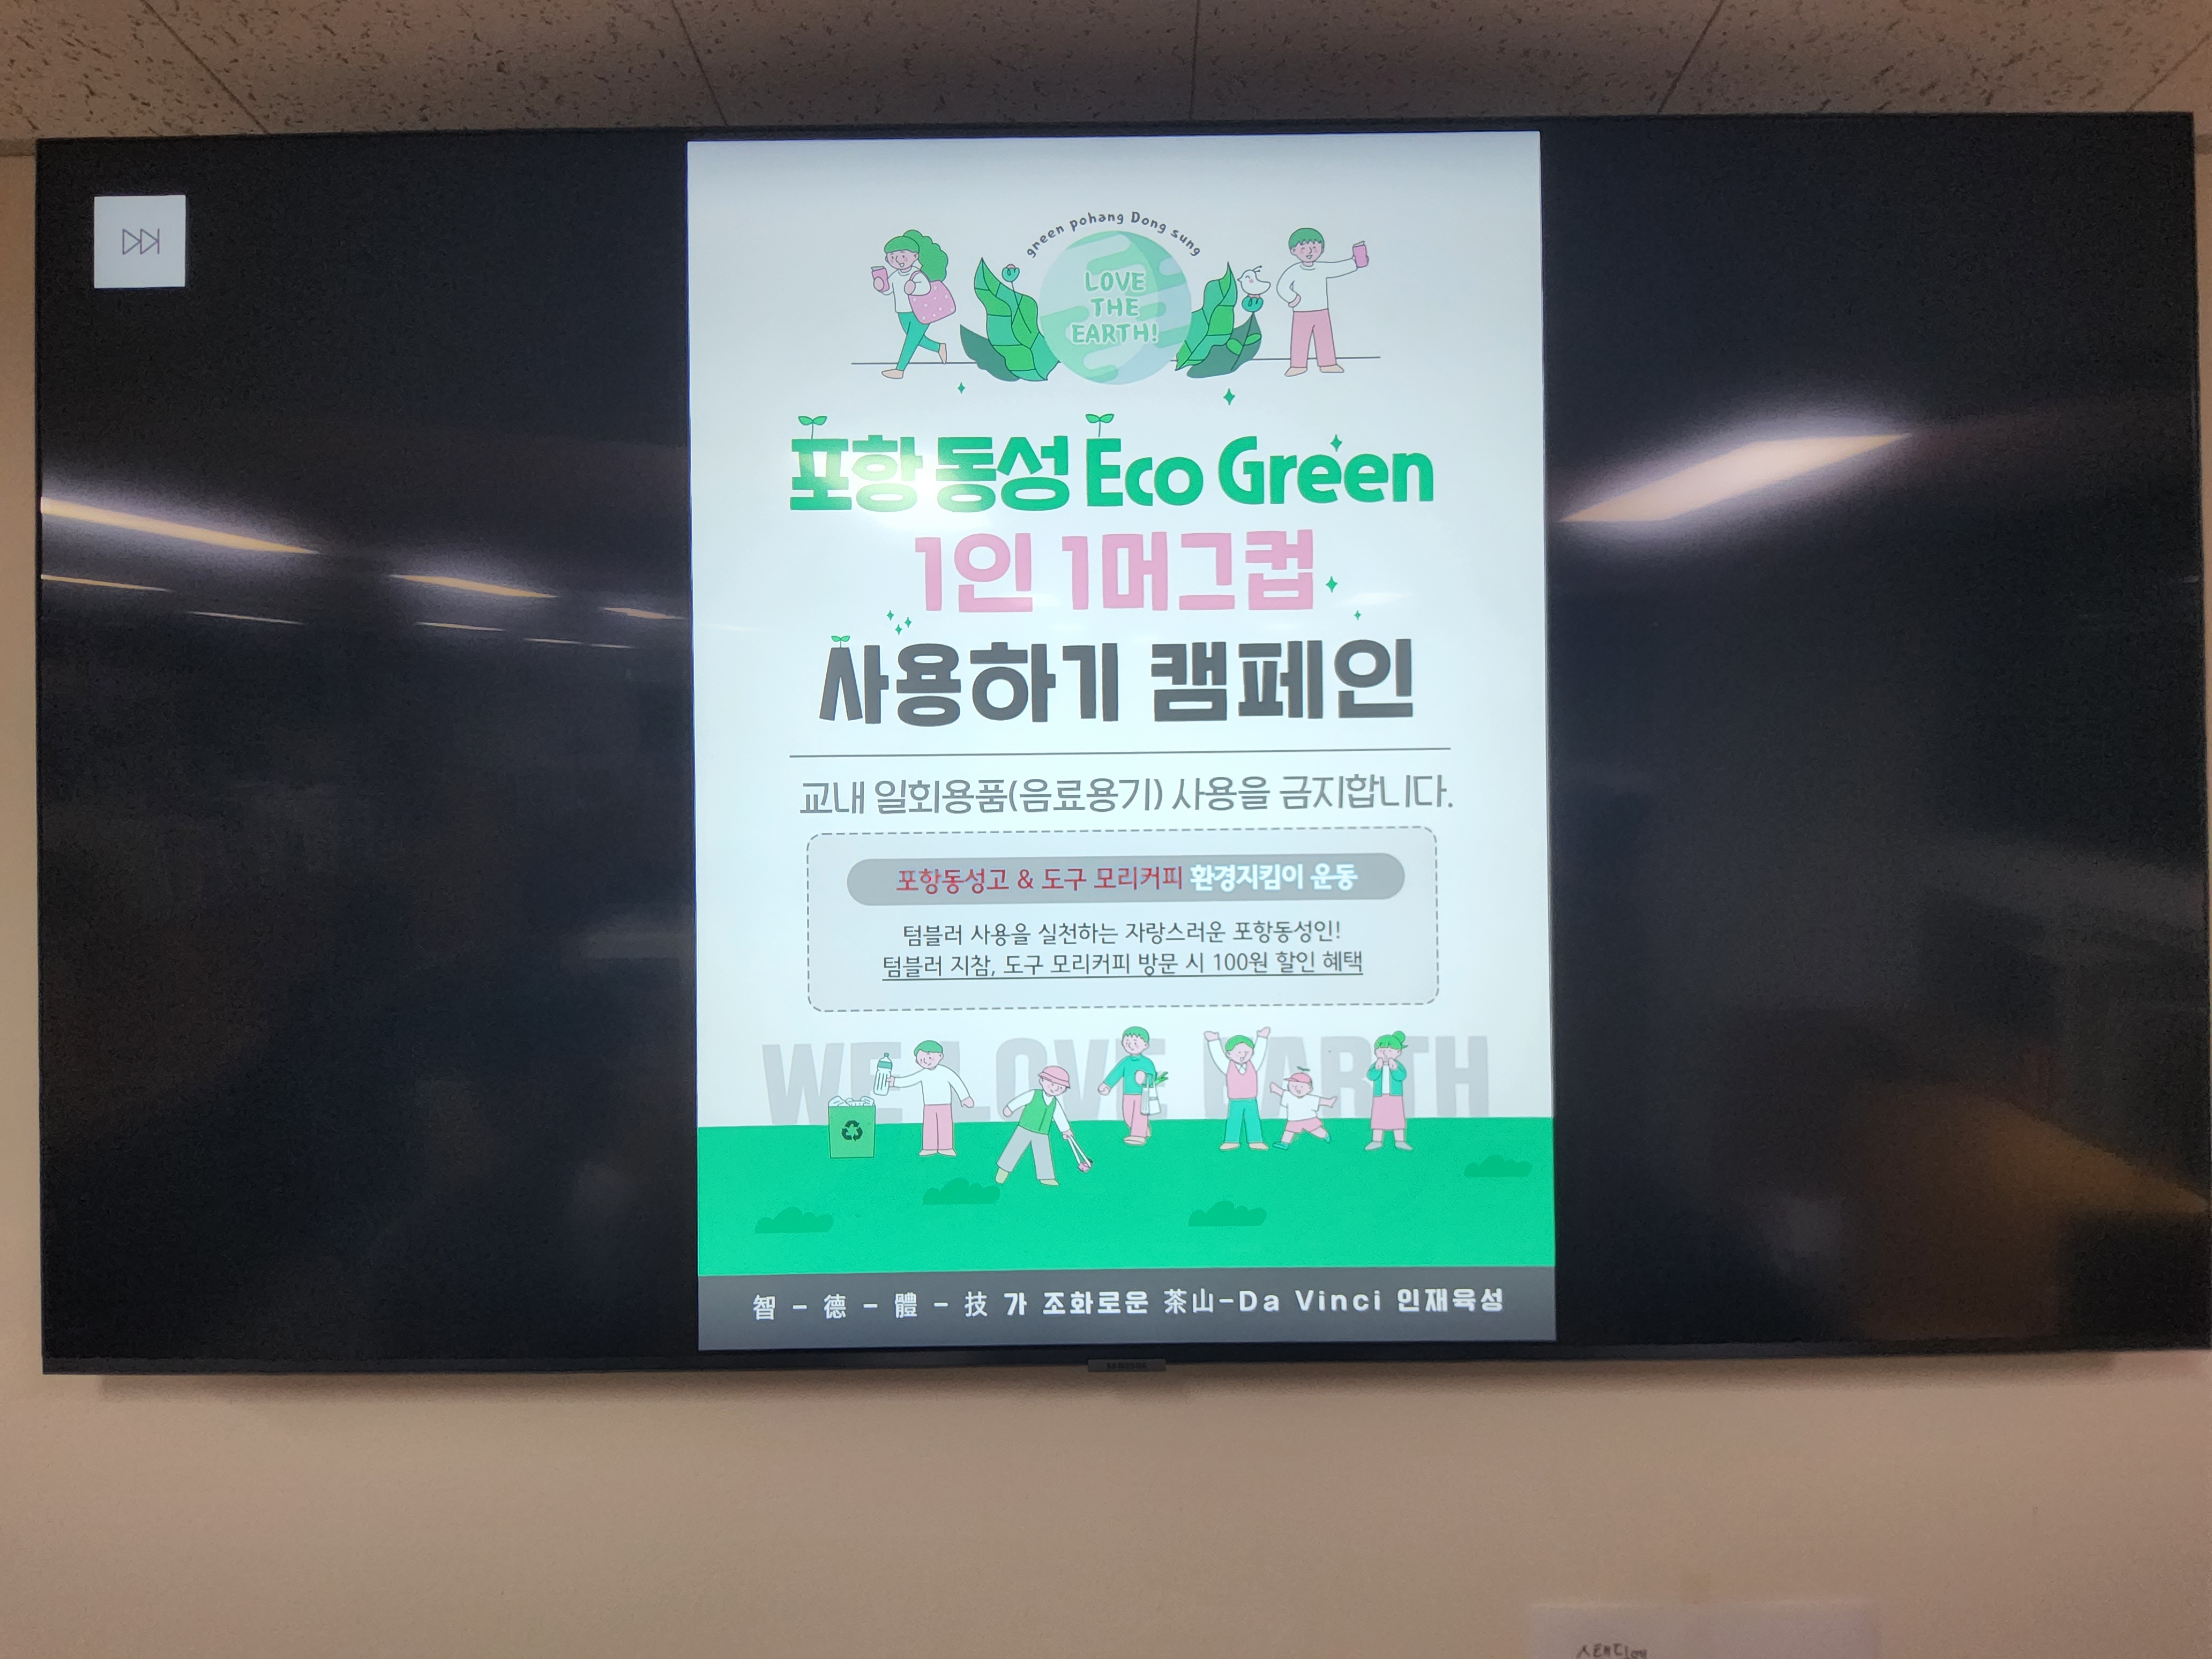 green pohang Dong sung
LOVE
THE
EARTH!
포항 동성 Eco Green
1인 1머그컵
사용하기 캠페인
교내 일회용품(음료용기) 사용을 금지합니다.
포항동성고 & 도구 모리커피 환경지킴이 운동
텀블러 사용을 실천하는 자랑스러운 포항동성인!
텀블러 지참, 도구 모리커피 방문 시 100원 할인 혜택
WE LOVE EARTH
智 - 德 - 體 - 技 가 조화로운 茶山-Da Vinci 인재육성